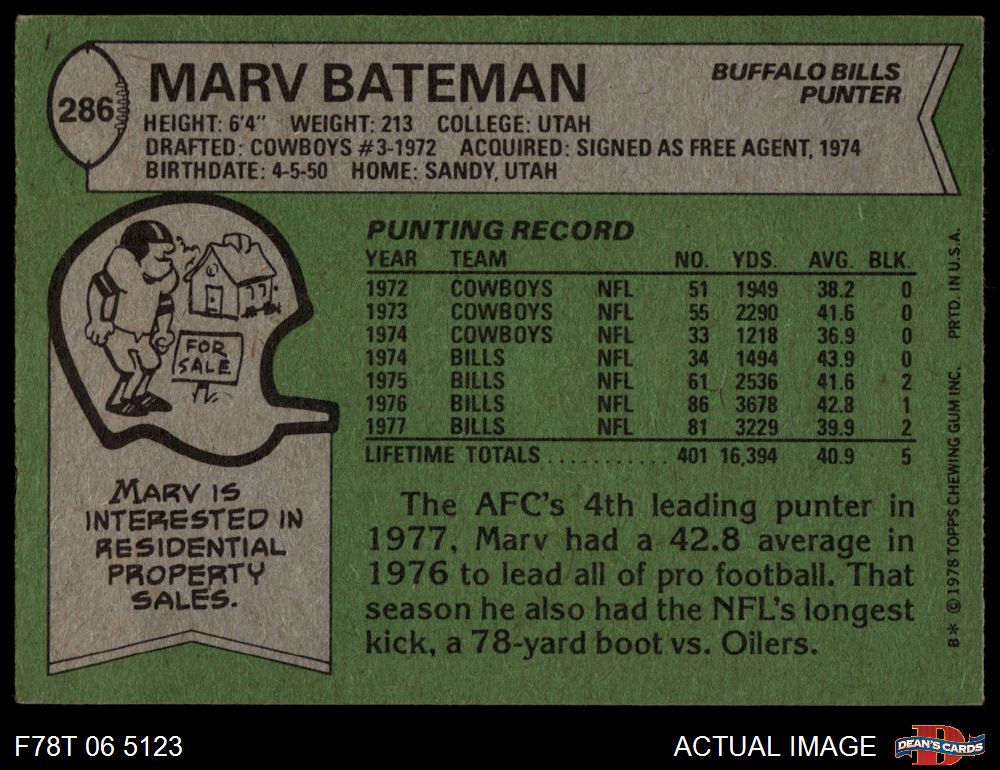 286
MARV BATEMAN
BUFFALO BILLS
PUNTER
HEIGHT: 6'4" WEIGHT: 213 COLLEGE: UTAH
DRAFTED: COWBOYS #3-1972 ACQUIRED: SIGNED AS FREE AGENT, 1974
BIRTHDATE: 4-5-50 HOME: SANDY, UTAH
FOR
SALE
MARV IS
INTERESTED IN
RESIDENTIAL
PROPERTY
SALES.
PUNTING RECORD
YEAR TEAM NO. YDS. AVG. BLK.
1972 COWBOYS NFL 51 1949 38.2 0
1973 COWBOYS NFL 55 2290 41.6 0
1974 COWBOYS NFL 33 1218 36.9 0
1974 BILLS NFL 34 1494 43.9 0
1975 BILLS NFL 61 2536 41.6 2
1976 BILLS NFL 86 3678 42.8 1
1977 BILLS NFL 81 3229 39.9 2
LIFETIME TOTALS ............ 401 16,394 40.9 5
The AFC's 4th leading punter in
1977, Marv had a 42.8 average in
1976 to lead all of pro football. That
season he also had the NFL's longest
kick, a 78-yard boot vs. Oilers.
B* © 1978 TOPPS CHEWING GUM INC. PRTD. IN U.S.A.
F78T 06 5123
ACTUAL IMAGE
D
DEAN'S CARDS